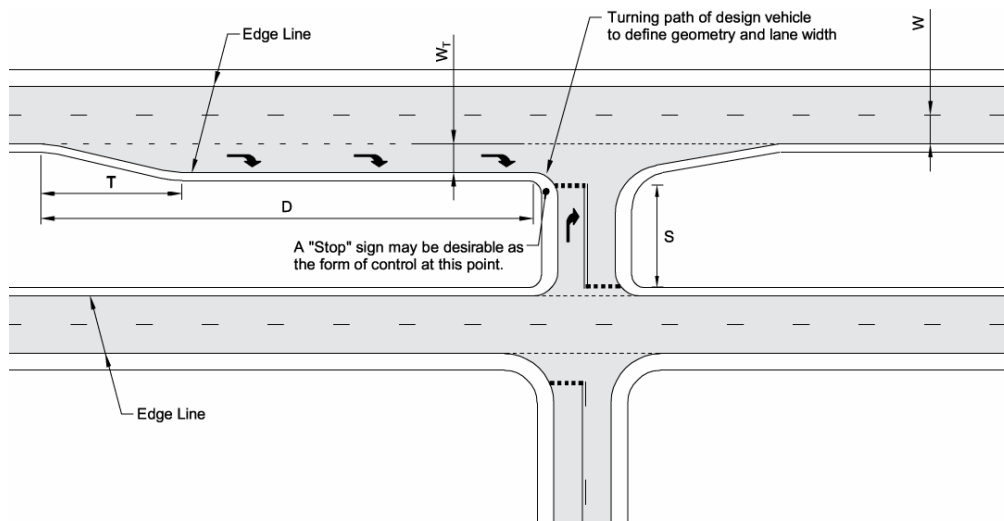 Edge Line
W_T
Turning path of design vehicle
to define geometry and lane width
W
T
D
A "Stop" sign may be desirable as
the form of control at this point.
S
Edge Line